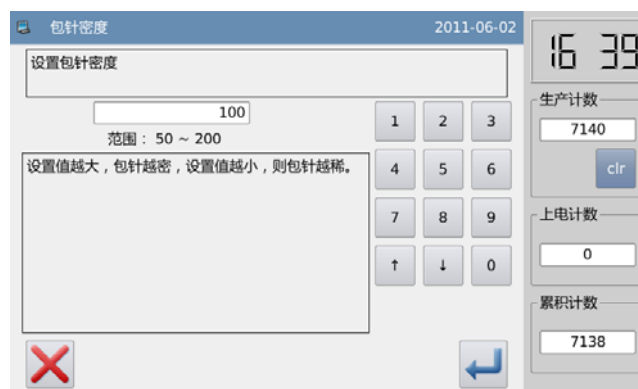 包针密度
2011-06-02
设置包针密度
100
范围： 50 ~ 200
设置值越大，包针越密，设置值越小，则包针越稀。
1 2 3
4 5 6
7 8 9
↑ ↓ 0
16 39
生产计数
7140
clr
上电计数
0
累积计数
7138